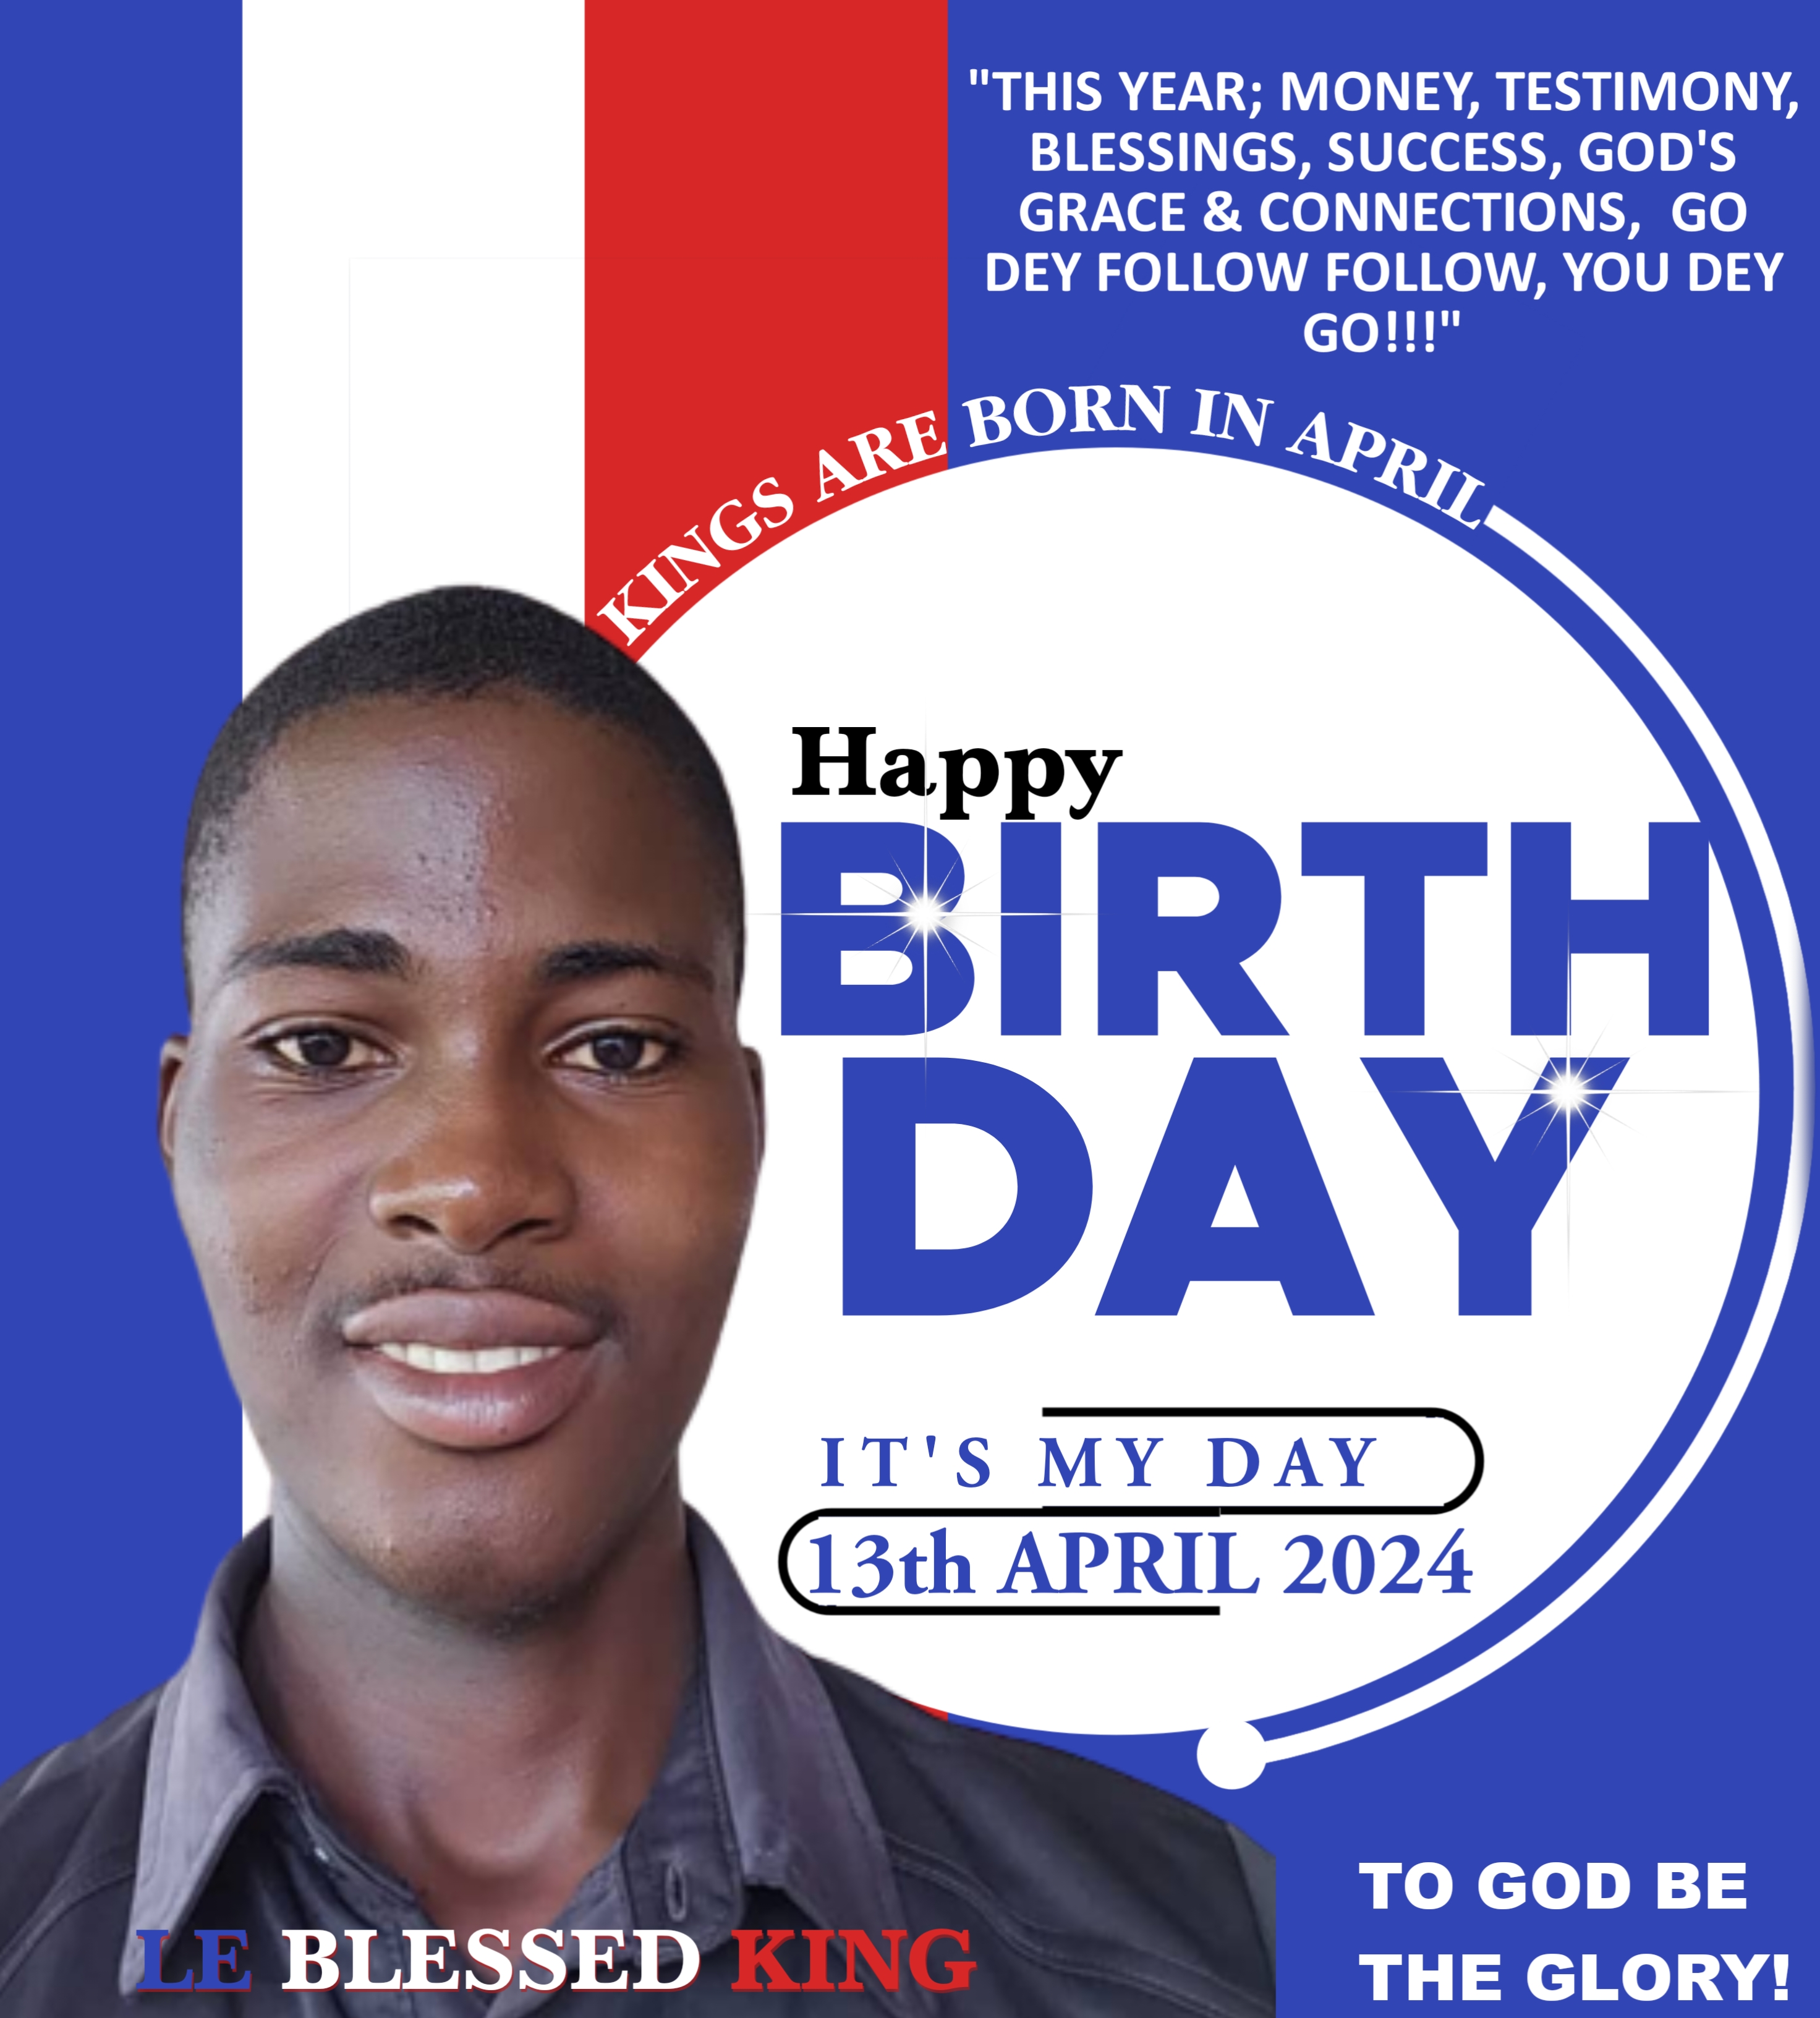 "THIS YEAR; MONEY, TESTIMONY,
BLESSINGS, SUCCESS, GOD'S
GRACE & CONNECTIONS,  GO
DEY FOLLOW FOLLOW, YOU DEY
GO!!!"
KINGS ARE BORN IN APRIL
Happy
BIRTH
DAY
IT'S MY DAY
13th APRIL 2024
LE BLESSED KING
TO GOD BE
THE GLORY!